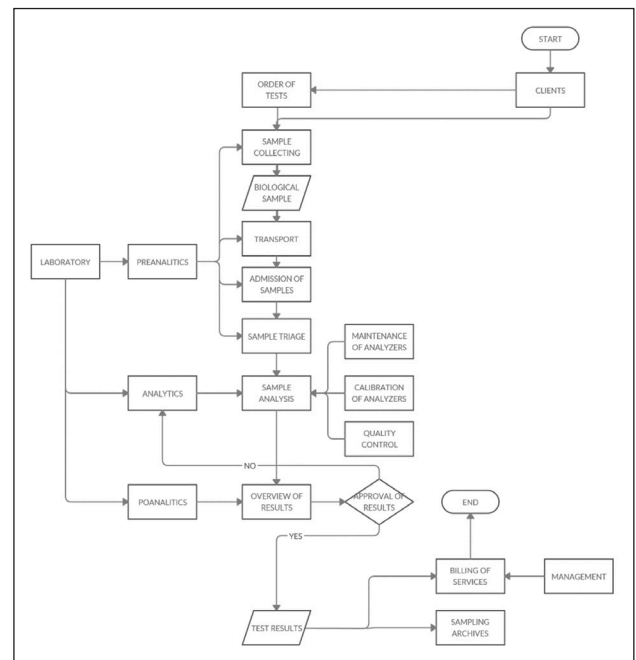 START
ORDER OF
TESTS
CLIENTS
SAMPLE
COLLECTING
BIOLOGICAL
SAMPLE
TRANSPORT
LABORATORY
PREANALITICS
ADMISSION OF
SAMPLES
SAMPLE TRIAGE
MAINTENANCE
OF ANALYZERS
ANALYTICS
SAMPLE
ANALYSIS
CALIBRATION
OF ANALYZERS
QUALITY
CONTROL
NO
POANALITICS
OVERVIEW OF
RESULTS
APPROVAL OF
RESULTS
END
YES
BILLING OF
SERVICES
MANAGEMENT
TEST RESULTS
SAMPLING
ARCHIVES